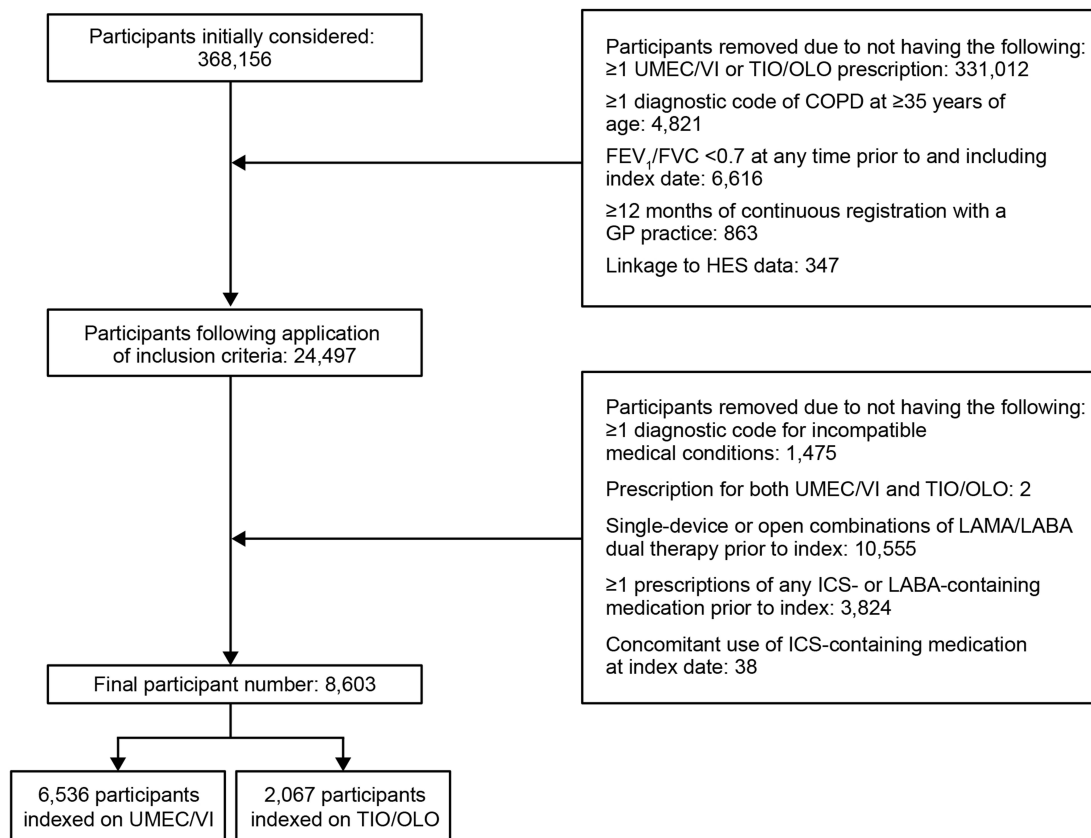 Participants initially considered:
368,156
Participants removed due to not having the following:
≥1 UMEC/VI or TIO/OLO prescription: 331,012
≥1 diagnostic code of COPD at ≥35 years of
age: 4,821
FEV₁/FVC <0.7 at any time prior to and including
index date: 6,616
≥12 months of continuous registration with a
GP practice: 863
Linkage to HES data: 347
Participants following application
of inclusion criteria: 24,497
Participants removed due to not having the following:
≥1 diagnostic code for incompatible
medical conditions: 1,475
Prescription for both UMEC/VI and TIO/OLO: 2
Single-device or open combinations of LAMA/LABA
dual therapy prior to index: 10,555
≥1 prescriptions of any ICS- or LABA-containing
medication prior to index: 3,824
Concomitant use of ICS-containing medication
at index date: 38
Final participant number: 8,603
6,536 participants
indexed on UMEC/VI
2,067 participants
indexed on TIO/OLO